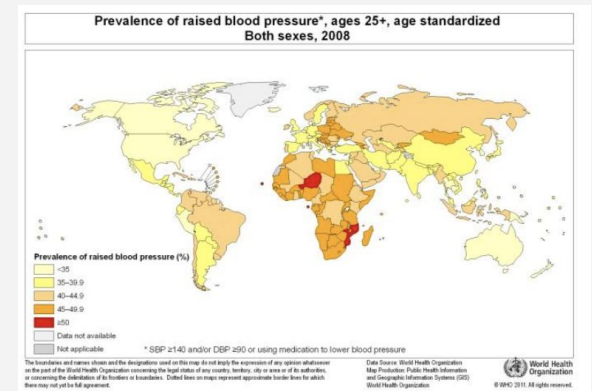 Prevalence of raised blood pressure*, ages 25+, age standardized
Both sexes, 2008
Prevalence of raised blood pressure (%)
<35
35–39.9
40–44.9
45–49.9
≥50
Data not available
Not applicable
* SBP ≥140 and/or DBP ≥90 or using medication to lower blood pressure
The boundaries and names shown and the designations used on this map do not imply the expression of any opinion whatsoever
on the part of the World Health Organization concerning the legal status of any country, territory, city or area or of its authorities,
or concerning the delimitation of its frontiers or boundaries. Dotted lines on maps represent approximate border lines for which
there may not yet be full agreement.
Data Source: World Health Organization
Map Production: Public Health Information
and Geographic Information Systems (GIS)
World Health Organization
World Health
Organization
© WHO 2011. All rights reserved.